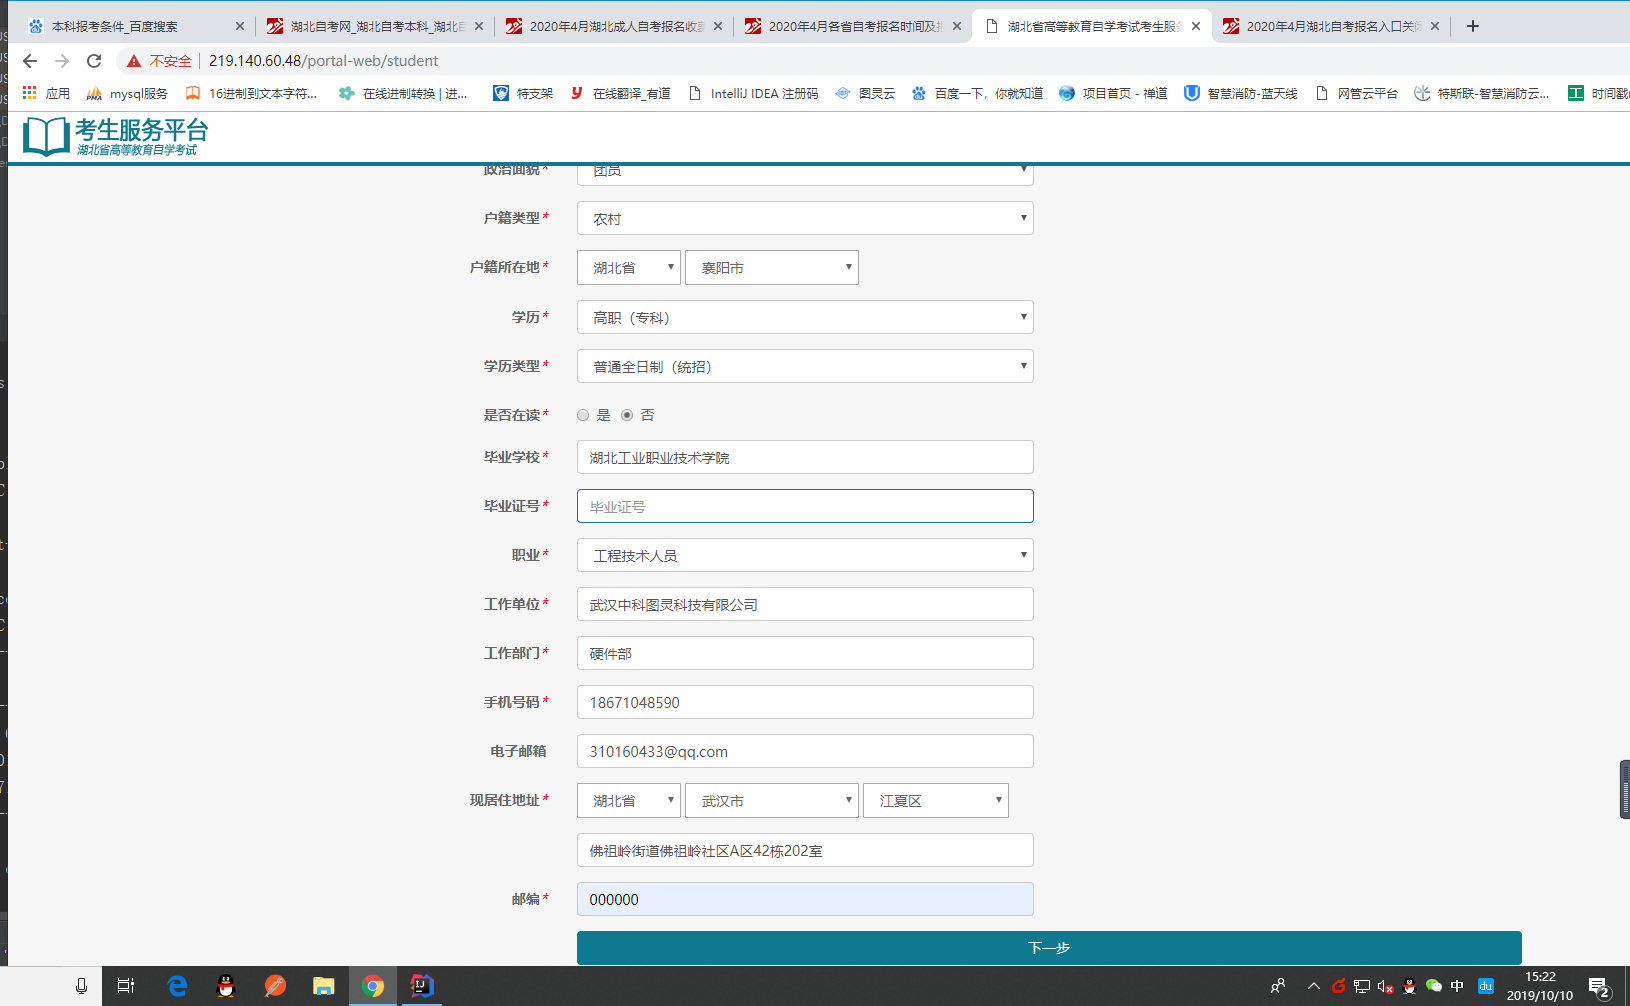 本科报考条件_百度搜索
湖北自考网_湖北自考本科_湖北自
2020年4月湖北成人自考报名收费
2020年4月各省自考报名时间及报
湖北省高等教育自学考试考生服务
2020年4月湖北自考报名入口关闭
不安全 219.140.60.48/portal-web/student
应用 mysql服务 16进制到文本字符... 在线进制转换 | 进... 特支架 在线翻译_有道 IntelliJ IDEA 注册码 图灵云 百度一下，你就知道 项目首页 - 禅道 智慧消防-蓝天线 网管云平台 特斯联-智慧消防云... 时间戳
考生服务平台
湖北省高等教育自学考试
政治面貌* 团员
户籍类型* 农村
户籍所在地* 湖北省 襄阳市
学历* 高职（专科）
学历类型* 普通全日制（统招）
是否在读* 是 否
毕业学校* 湖北工业职业技术学院
毕业证号* 毕业证号
职业* 工程技术人员
工作单位* 武汉中科图灵科技有限公司
工作部门* 硬件部
手机号码* 18671048590
电子邮箱 310160433@qq.com
现居住地址* 湖北省 武汉市 江夏区
佛祖岭街道佛祖岭社区A区42栋202室
邮编* 000000
下一步
中 du
15:22
2019/10/10
2